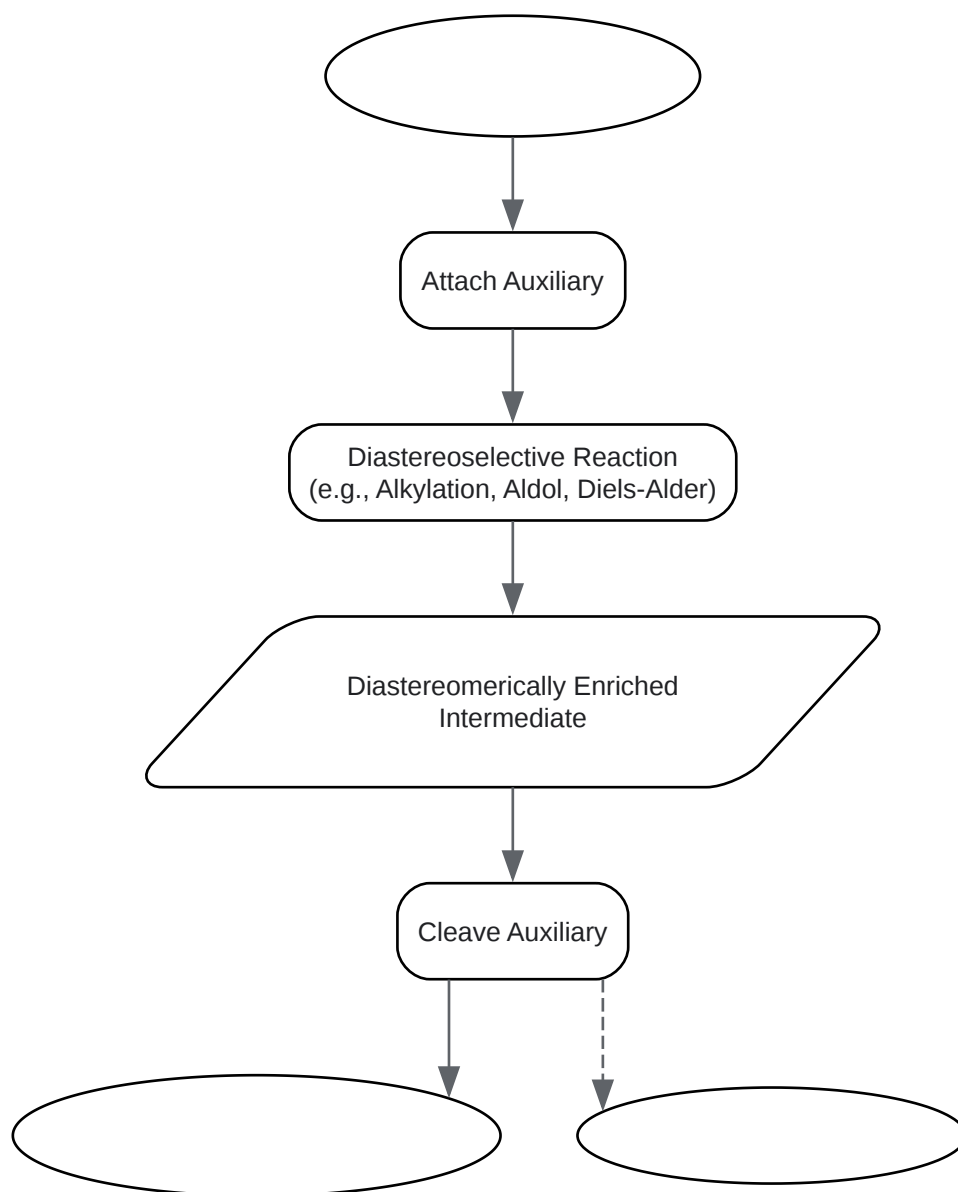 Attach Auxiliary
Diastereoselective Reaction
(e.g., Alkylation, Aldol, Diels-Alder)
Diastereomerically Enriched
Intermediate
Cleave Auxiliary